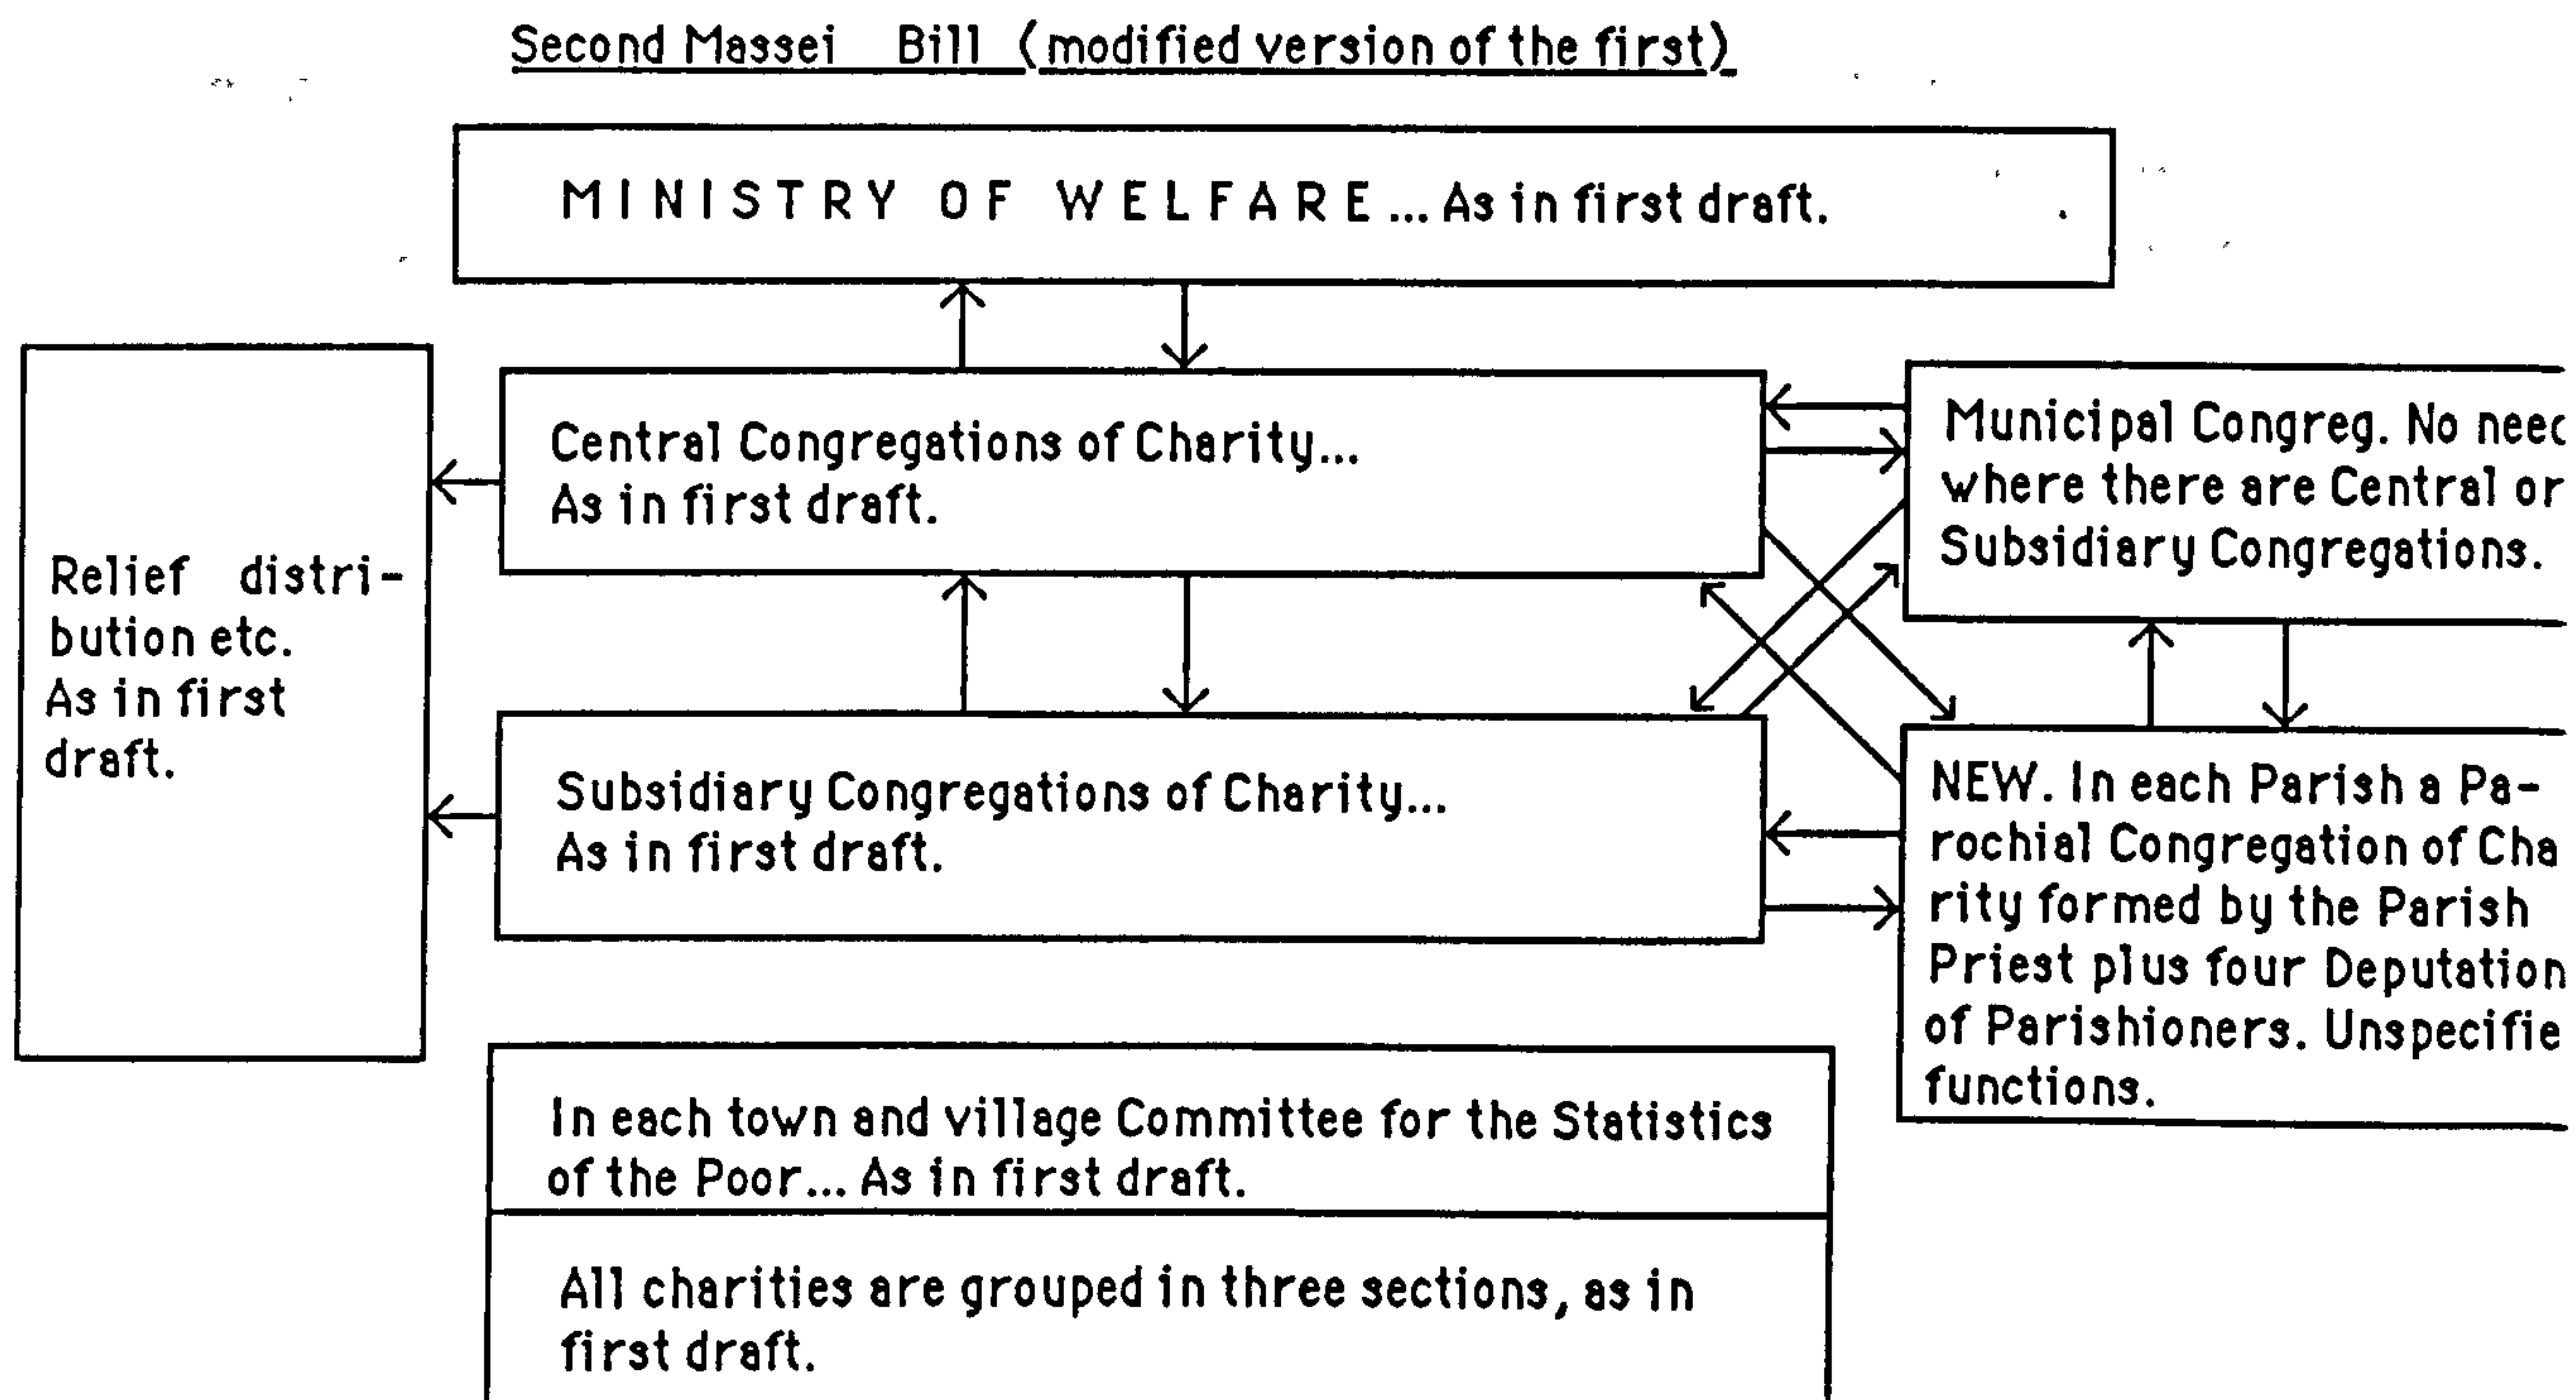 Second Massei Bill (modified version of the first)
MINISTRY OF WELFARE... As in first draft.
Relief distri-
bution etc.
As in first
draft.
Central Congregations of Charity...
As in first draft.
Municipal Congreg. No need
where there are Central or
Subsidiary Congregations.
Subsidiary Congregations of Charity...
As in first draft.
NEW. In each Parish a Pa-
rochial Congregation of Cha
rity formed by the Parish
Priest plus four Deputation
of Parishioners. Unspecifie
functions.
In each town and village Committee for the Statistics
of the Poor... As in first draft.
All charities are grouped in three sections, as in
first draft.